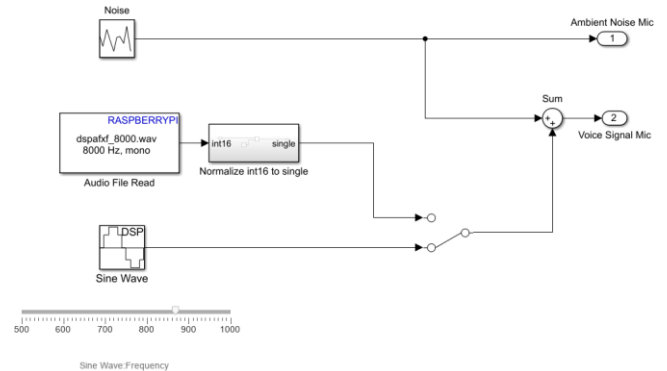 Noise
Ambient Noise Mic
1
Sum
+
+
2
Voice Signal Mic
RASPBERRYPI
dspafxf_8000.wav
8000 Hz, mono
Audio File Read
int16
single
Normalize int16 to single
DSP
Sine Wave
500 600 700 800 900 1000
Sine Wave:Frequency